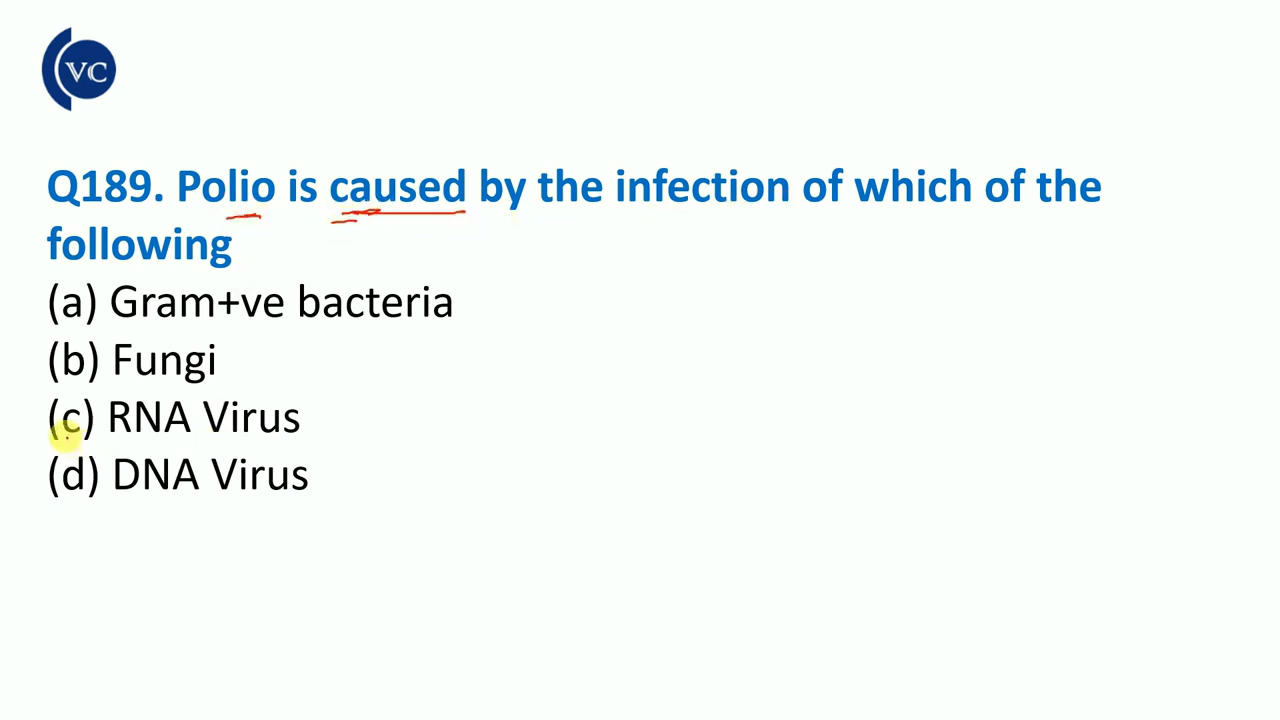 VC
Q189. Polio is caused by the infection of which of the
following
(a) Gram+ve bacteria
(b) Fungi
(c) RNA Virus
(d) DNA Virus